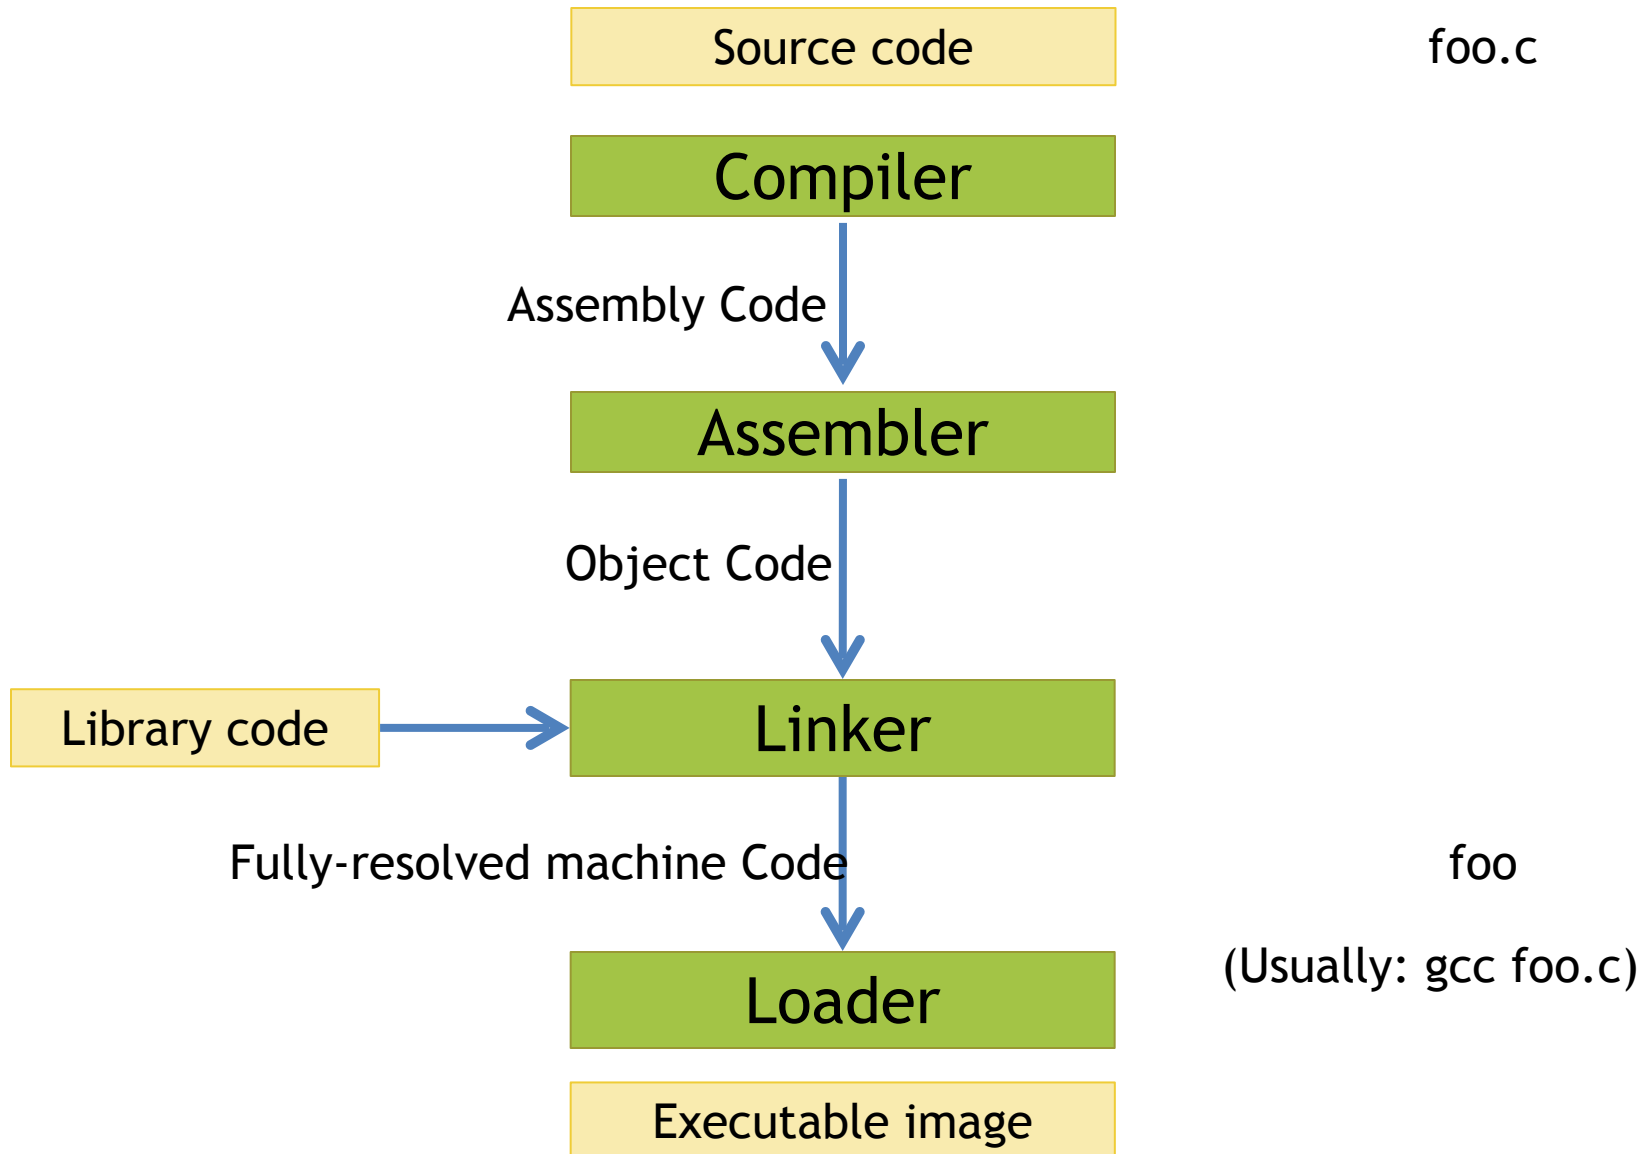 Source code
foo.c
Compiler
Assembly Code
Assembler
Object Code
Library code
Linker
Fully-resolved machine Code
foo
(Usually: gcc foo.c)
Loader
Executable image